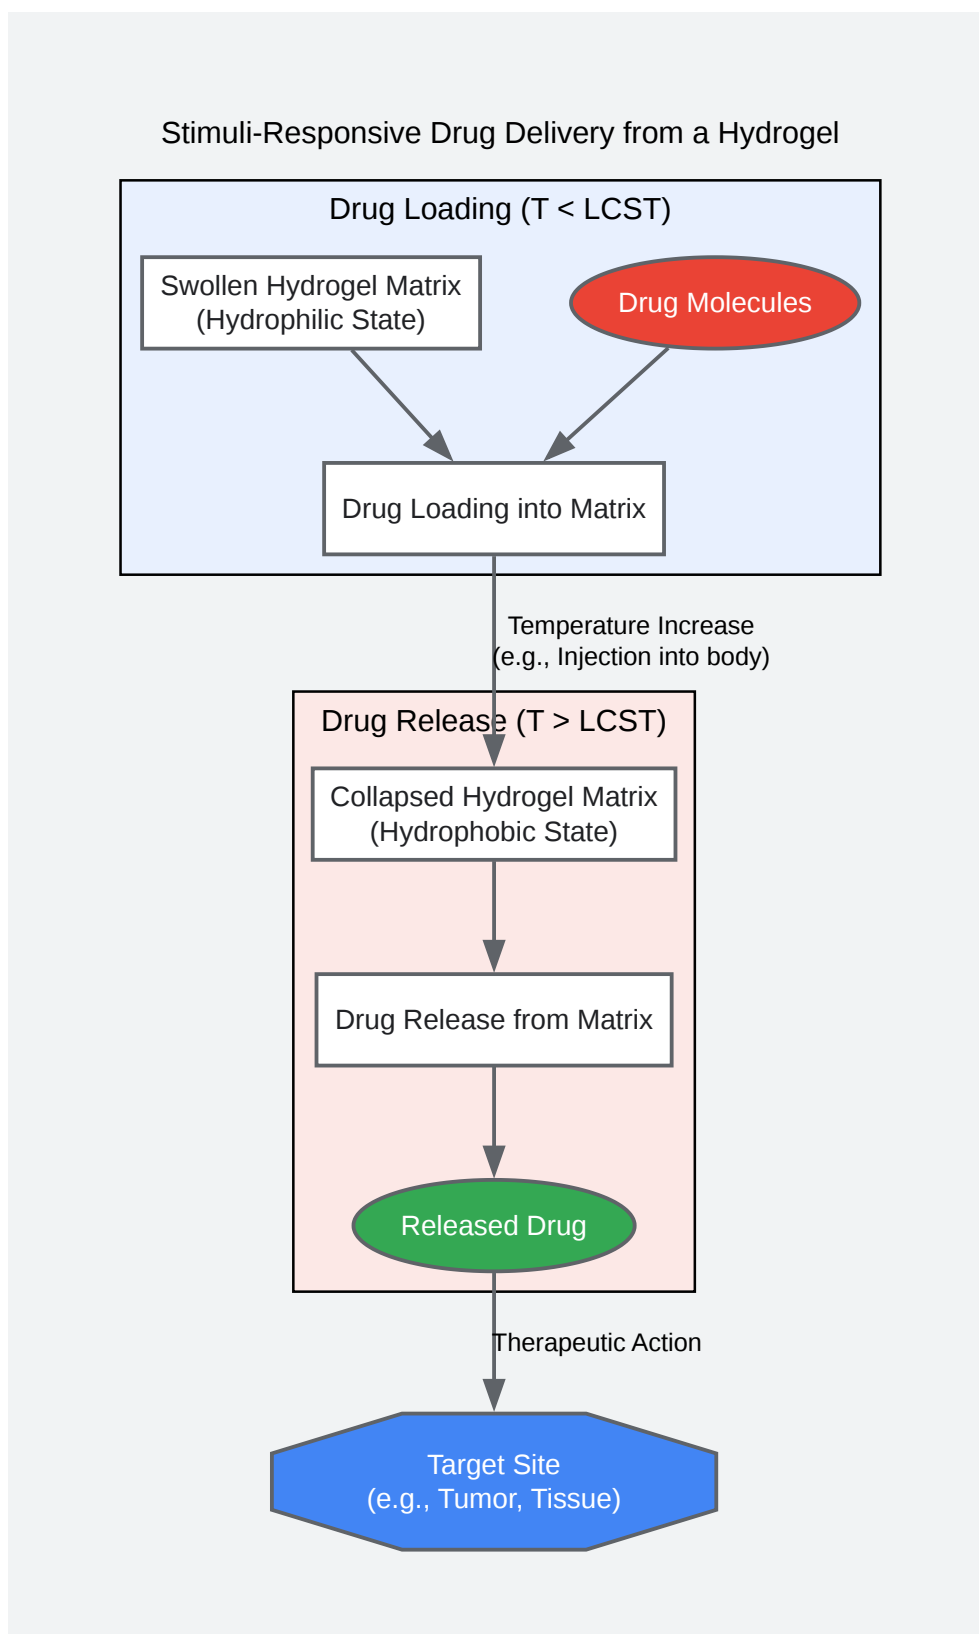 Stimuli-Responsive Drug Delivery from a Hydrogel
Drug Loading (T < LCST)
Swollen Hydrogel Matrix
(Hydrophilic State)
Drug Molecules
Drug Loading into Matrix
Temperature Increase
(e.g., Injection into body)
Drug Release (T > LCST)
Collapsed Hydrogel Matrix
(Hydrophobic State)
Drug Release from Matrix
Released Drug
Therapeutic Action
Target Site
(e.g., Tumor, Tissue)